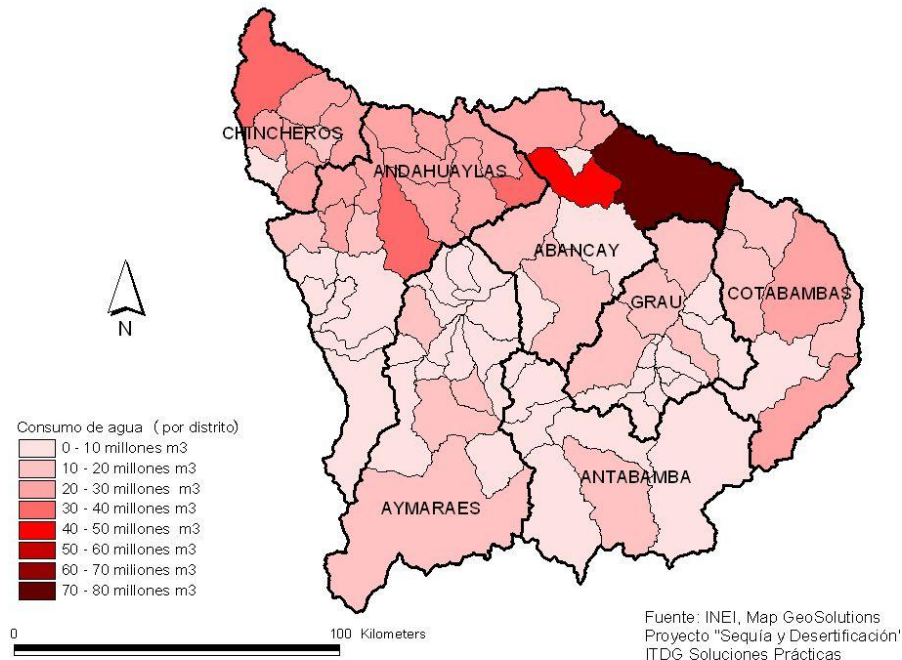 CHINCHEROS
ANDAHUAYLAS
ABANCAY
GRAU
COTABAMBAS
N
Consumo de agua (por distrito)
0 - 10 millones m3
10 - 20 millones m3
20 - 30 millones m3
30 - 40 millones m3
40 - 50 millones m3
50 - 60 millones m3
60 - 70 millones m3
70 - 80 millones m3
ANTABAMBA
AYMARAES
0 100 Kilometers
Fuente: INEI, Map GeoSolutions
Proyecto "Sequía y Desertificación"
ITDG Soluciones Prácticas